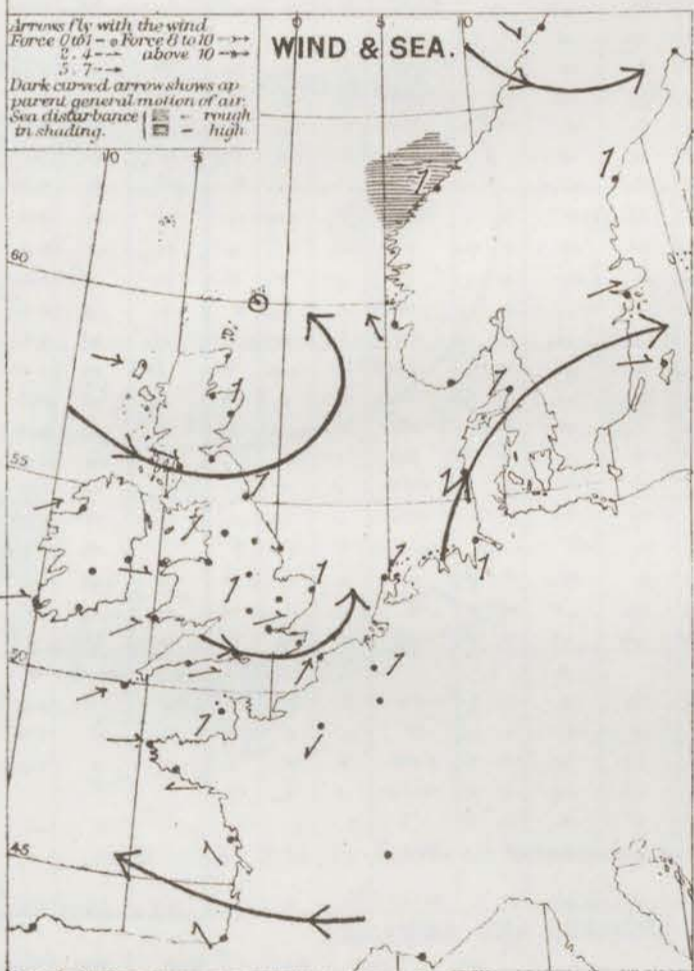 Arrows fly with the wind
Force 0 to 1 - Force 8 to 10
2 . 4 - above 10
5 . 7 -
Dark curved arrow shows ap
parent general motion of air.
Sea disturbance - rough
in shading. - high
WIND & SEA.
10
5
0
5
10
60
55
50
45